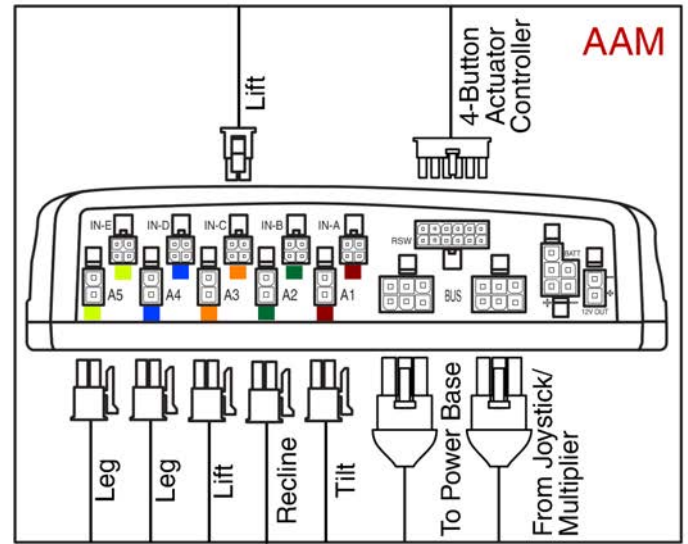 AAM
Lift
4-Button
Actuator
Controller
IN-E IN-D IN-C IN-B IN-A
RSW
BATT
A5 A4 A3 A2 A1
BUS
- +
- +
12V OUT
Leg
Leg
Lift
Recline
Tilt
To Power Base
From Joystick/
Multiplier